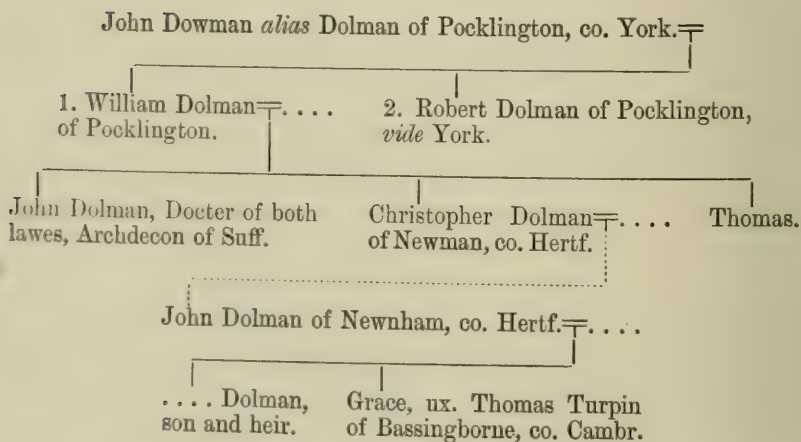 John Dowman alias Dolman of Pocklington, co. York.
1. William Dolman....
of Pocklington.
2. Robert Dolman of Pocklington,
vide York.
John Dolman, Docter of both
lawes, Archdecon of Suff.
Christopher Dolman....
of Newman, co. Hertf.
Thomas.
John Dolman of Newnham, co. Hertf.....
.... Dolman,
son and heir.
Grace, ux. Thomas Turpin
of Bassingborne, co. Cambr.